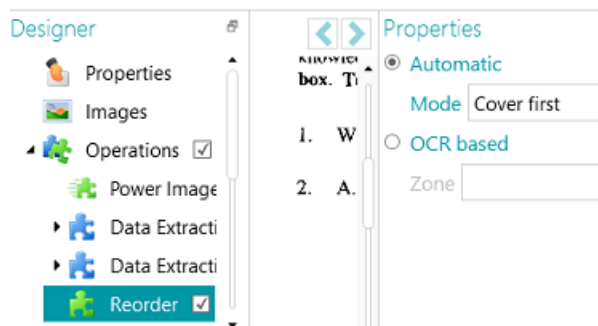 Designer
Properties
Images
Operations
Power Image
Data Extracti
Data Extracti
Reorder
box. T
1. W
2. A.
Properties
Automatic
Mode Cover first
OCR based
Zone